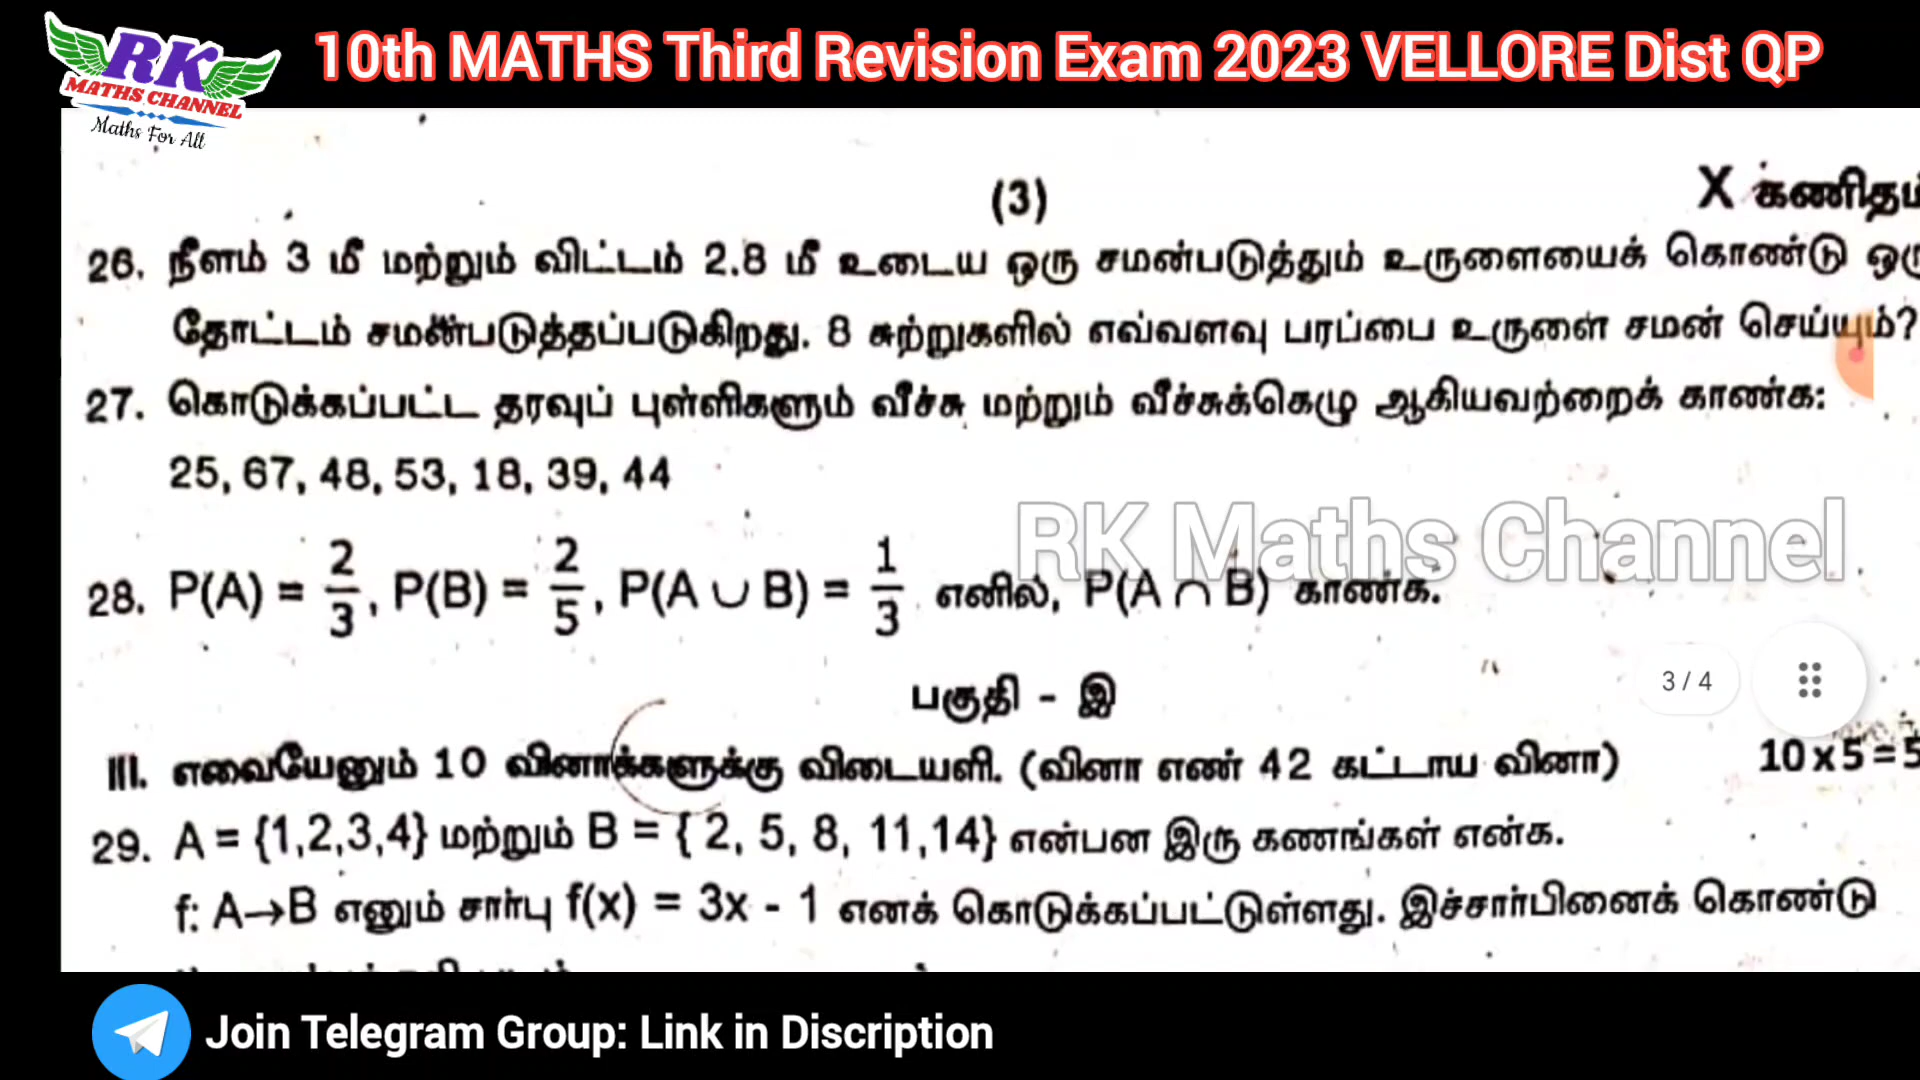 RK
MATHS CHANNEL
Maths For All
10th MATHS Third Revision Exam 2023 VELLORE Dist QP
(3)
X கணிதம்
26. நீளம் 3 மீ மற்றும் விட்டம் 2.8 மீ உடைய ஒரு சமன்படுத்தும் உருளையைக் கொண்டு ஒரு
தோட்டம் சமண்படுத்தப்படுகிறது. 8 சுற்றுகளில் எவ்வளவு பரப்பை உருளை சமன் செய்யும்?
27. கொடுக்கப்பட்ட தரவுப் புள்ளிகளும் வீச்சு மற்றும் வீச்சுக்கெழு ஆகியவற்றைக் காண்க:
25, 67, 48, 53, 18, 39, 44
RK Maths Channel
28. P(A) = 2/3, P(B) = 2/5, P(A ∪ B) = 1/3 எனில், P(A ∩ B) காண்க.
பகுதி - இ
3 / 4
III. எவையேனும் 10 வினாக்களுக்கு விடையளி. (வினா எண் 42 கட்டாய வினா) 10x5=5
29. A = {1,2,3,4} மற்றும் B = { 2, 5, 8, 11,14} என்பன இரு கணங்கள் என்க.
f: A→B எனும் சார்பு f(x) = 3x - 1 எனக் கொடுக்கப்பட்டுள்ளது. இச்சார்பினைக் கொண்டு
Join Telegram Group: Link in Discription